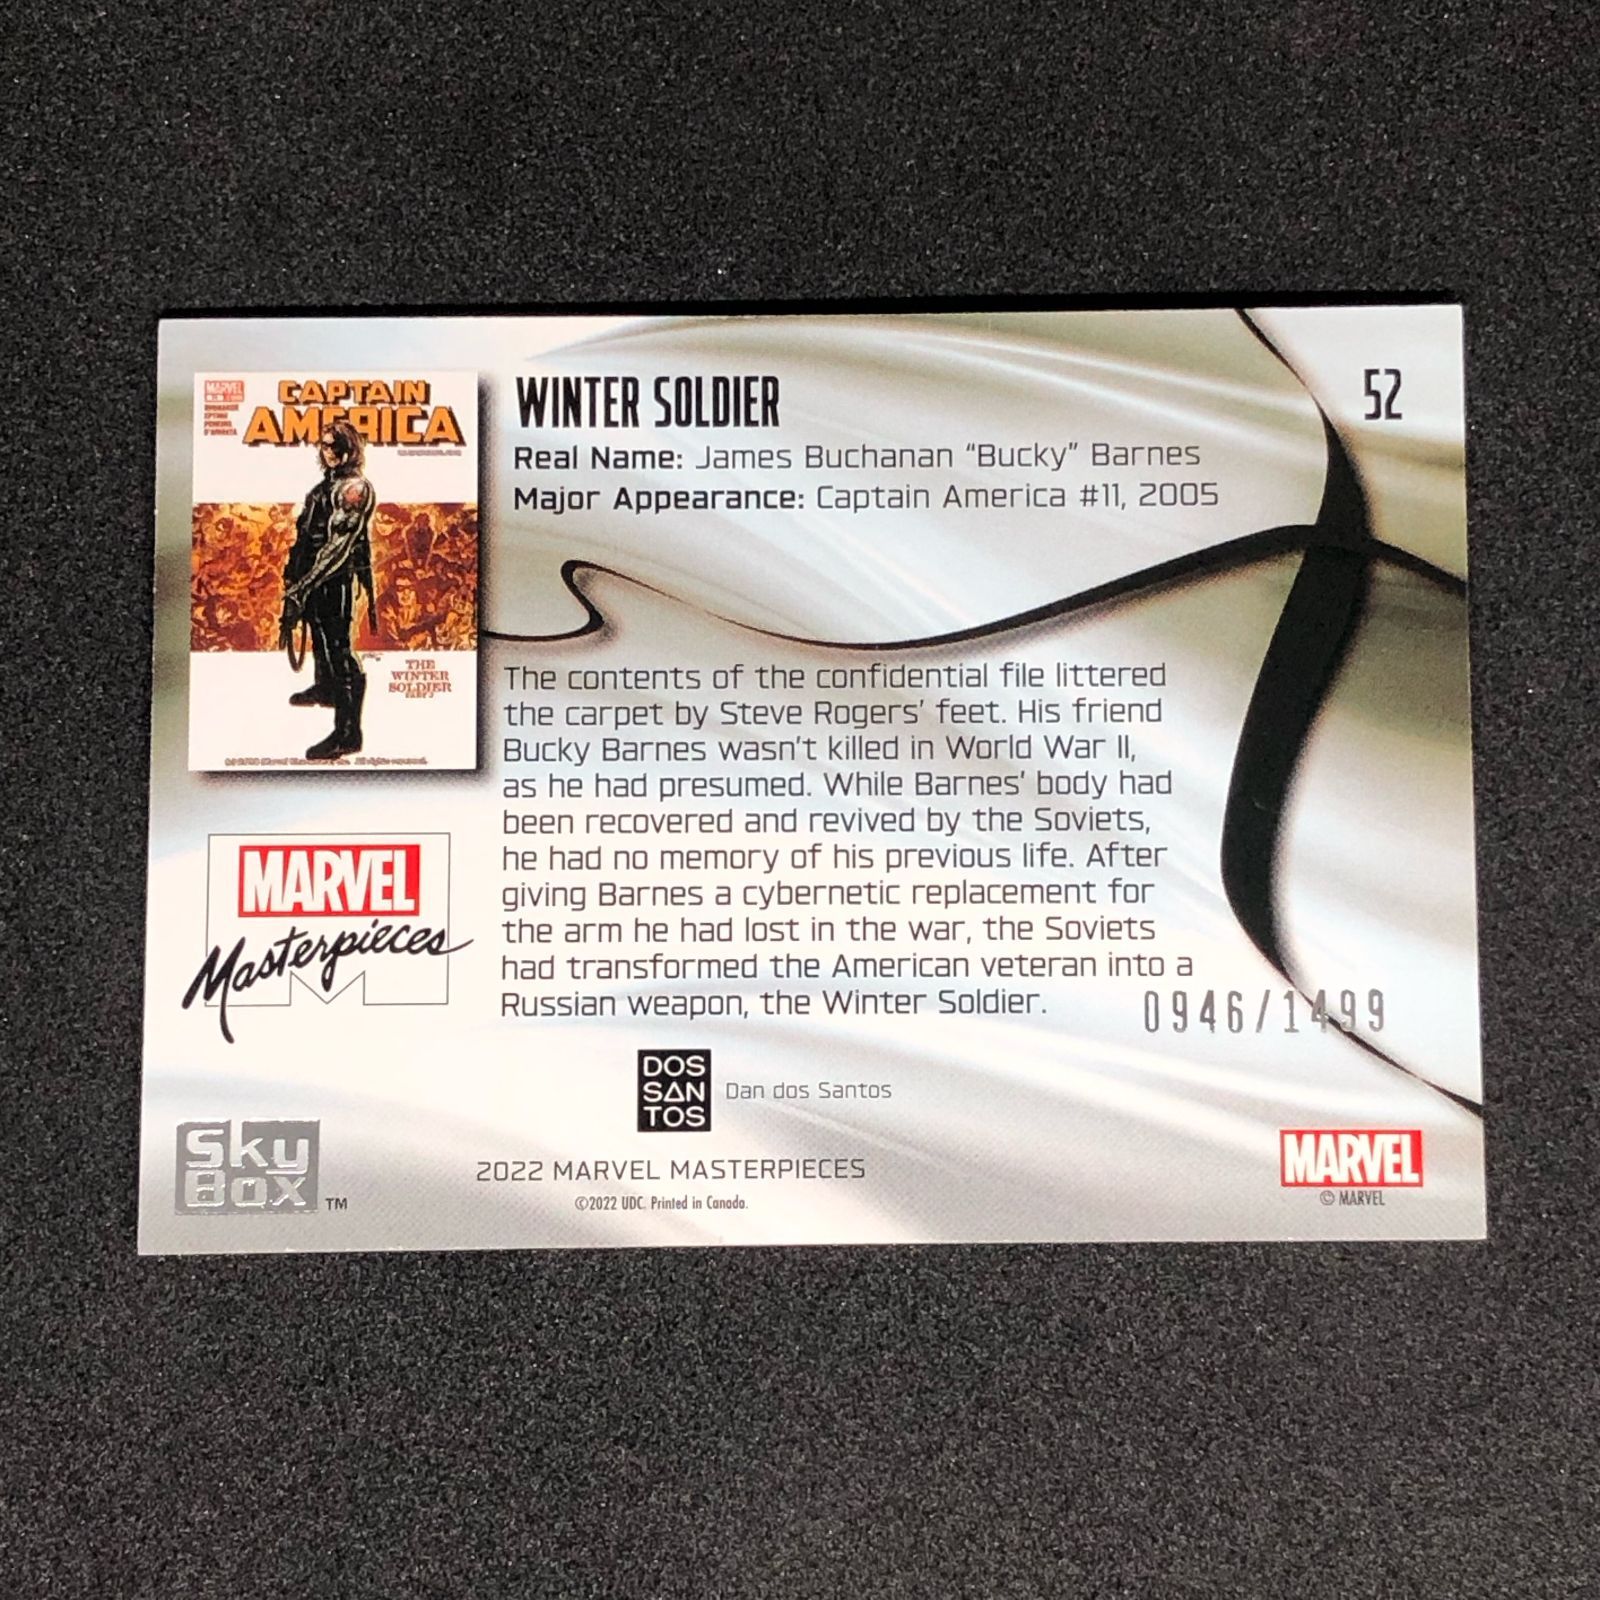 MARVEL
CAPTAIN
AMERICA
THE
WINTER
SOLDIER
WINTER SOLDIER
52
Real Name: James Buchanan “Bucky” Barnes
Major Appearance: Captain America #11, 2005
The contents of the confidential file littered
the carpet by Steve Rogers’ feet. His friend
Bucky Barnes wasn’t killed in World War II,
as he had presumed. While Barnes’ body had
been recovered and revived by the Soviets,
he had no memory of his previous life. After
giving Barnes a cybernetic replacement for
the arm he had lost in the war, the Soviets
had transformed the American veteran into a
Russian weapon, the Winter Soldier.
0946/1499
MARVEL
Masterpieces
DOS
SAN
TOS
Dan dos Santos
Sky
Box TM
2022 MARVEL MASTERPIECES
©2022 UDC. Printed in Canada.
MARVEL
© MARVEL